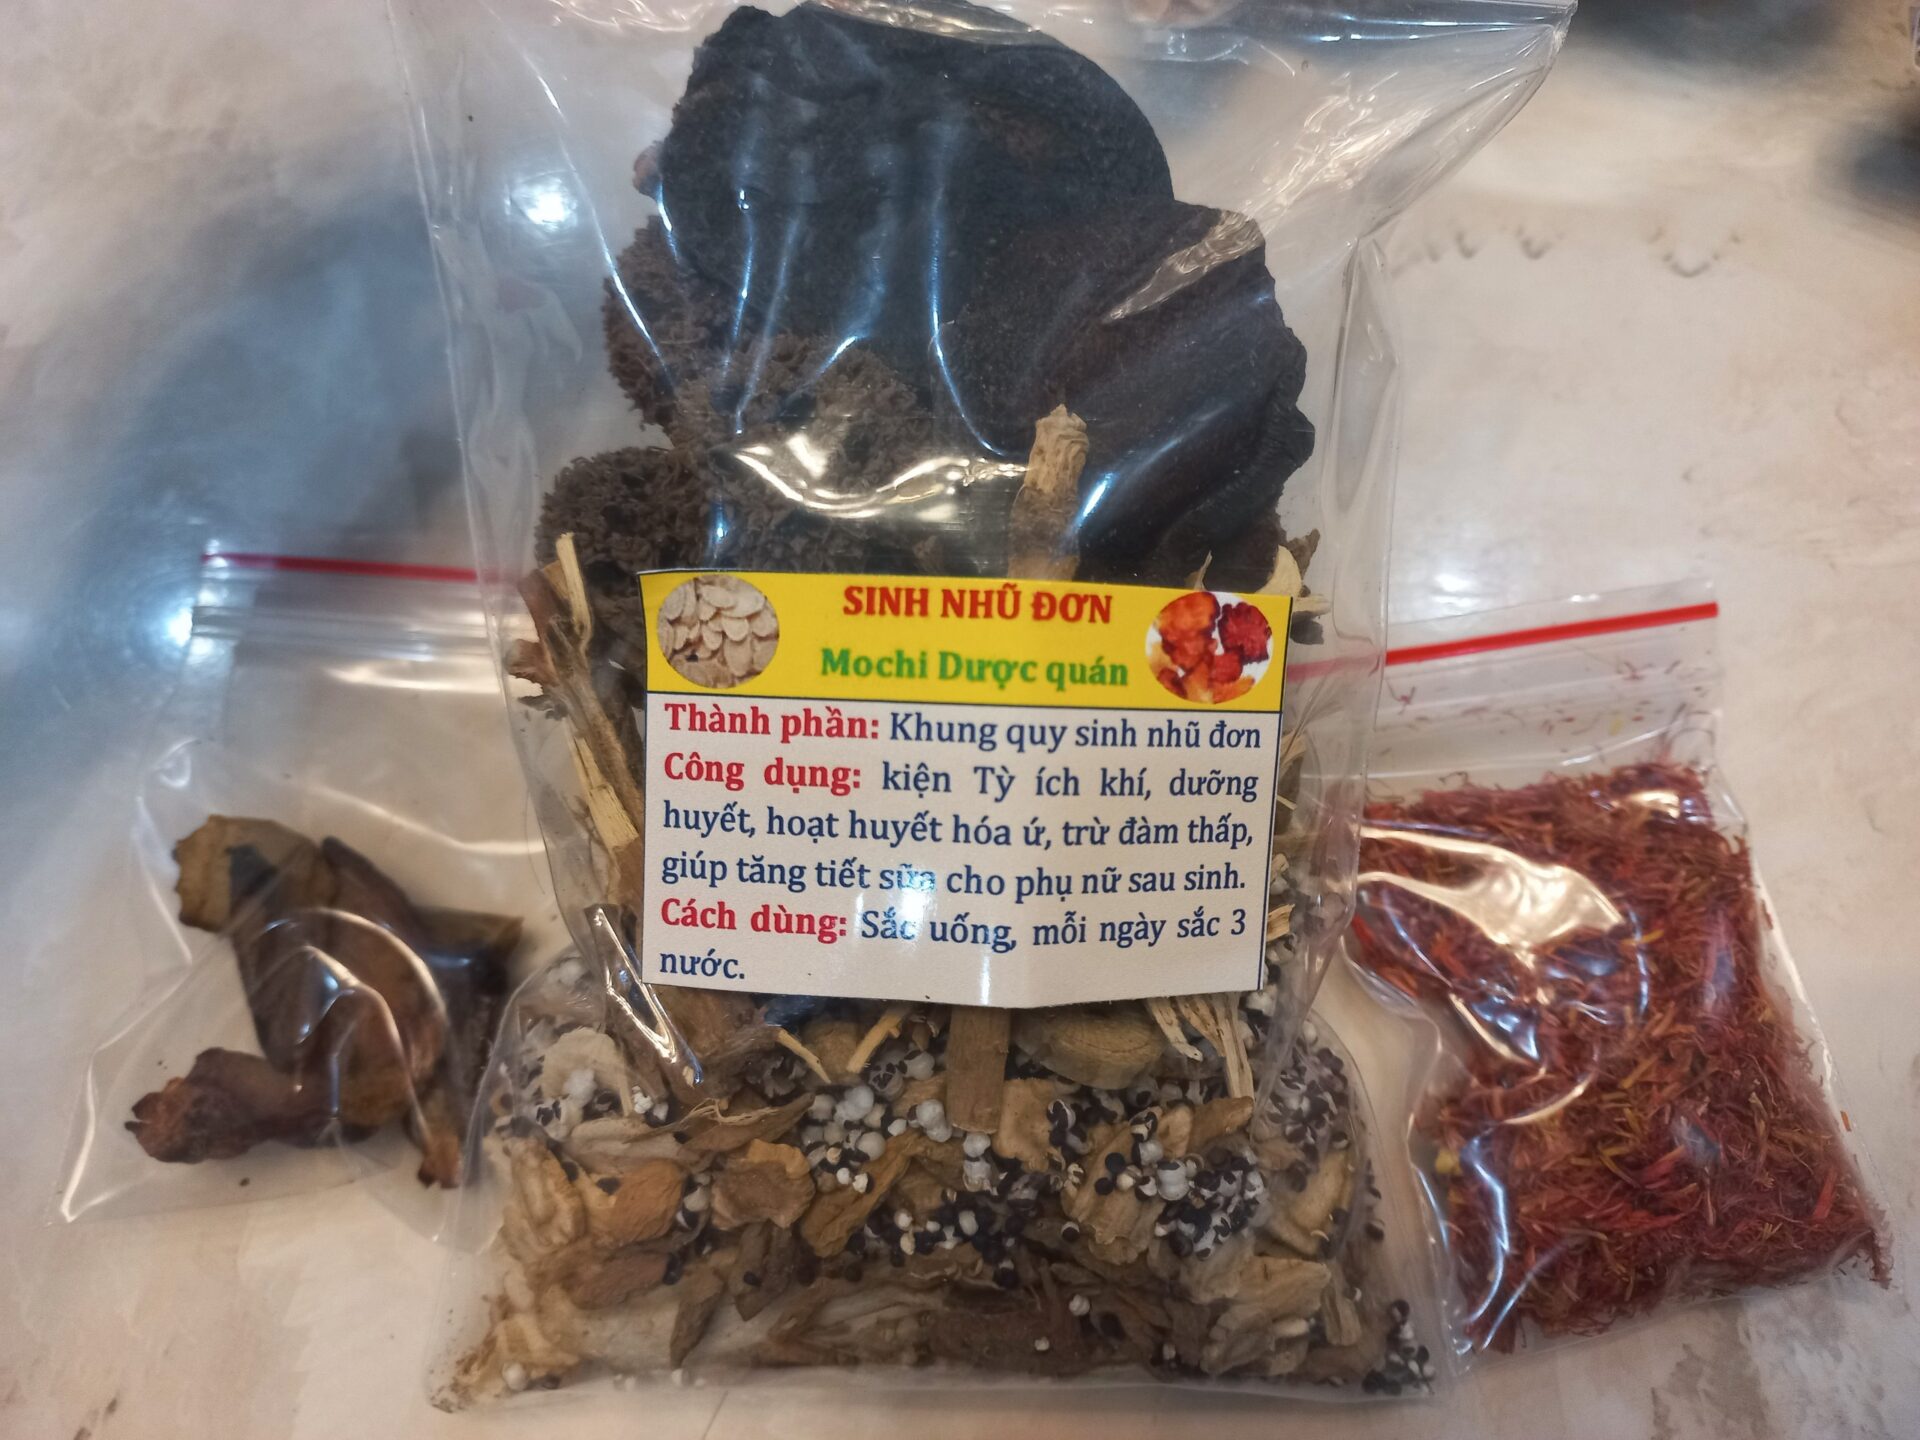 SINH NHŨ ĐƠN
Mochi Dược quán
Thành phần: Khung quy sinh nhũ đơn
Công dụng: kiện Tỳ ích khí, dưỡng
huyết, hoạt huyết hóa ứ, trừ đàm thấp,
giúp tăng tiết sữa cho phụ nữ sau sinh.
Cách dùng: Sắc uống, mỗi ngày sắc 3
nước.